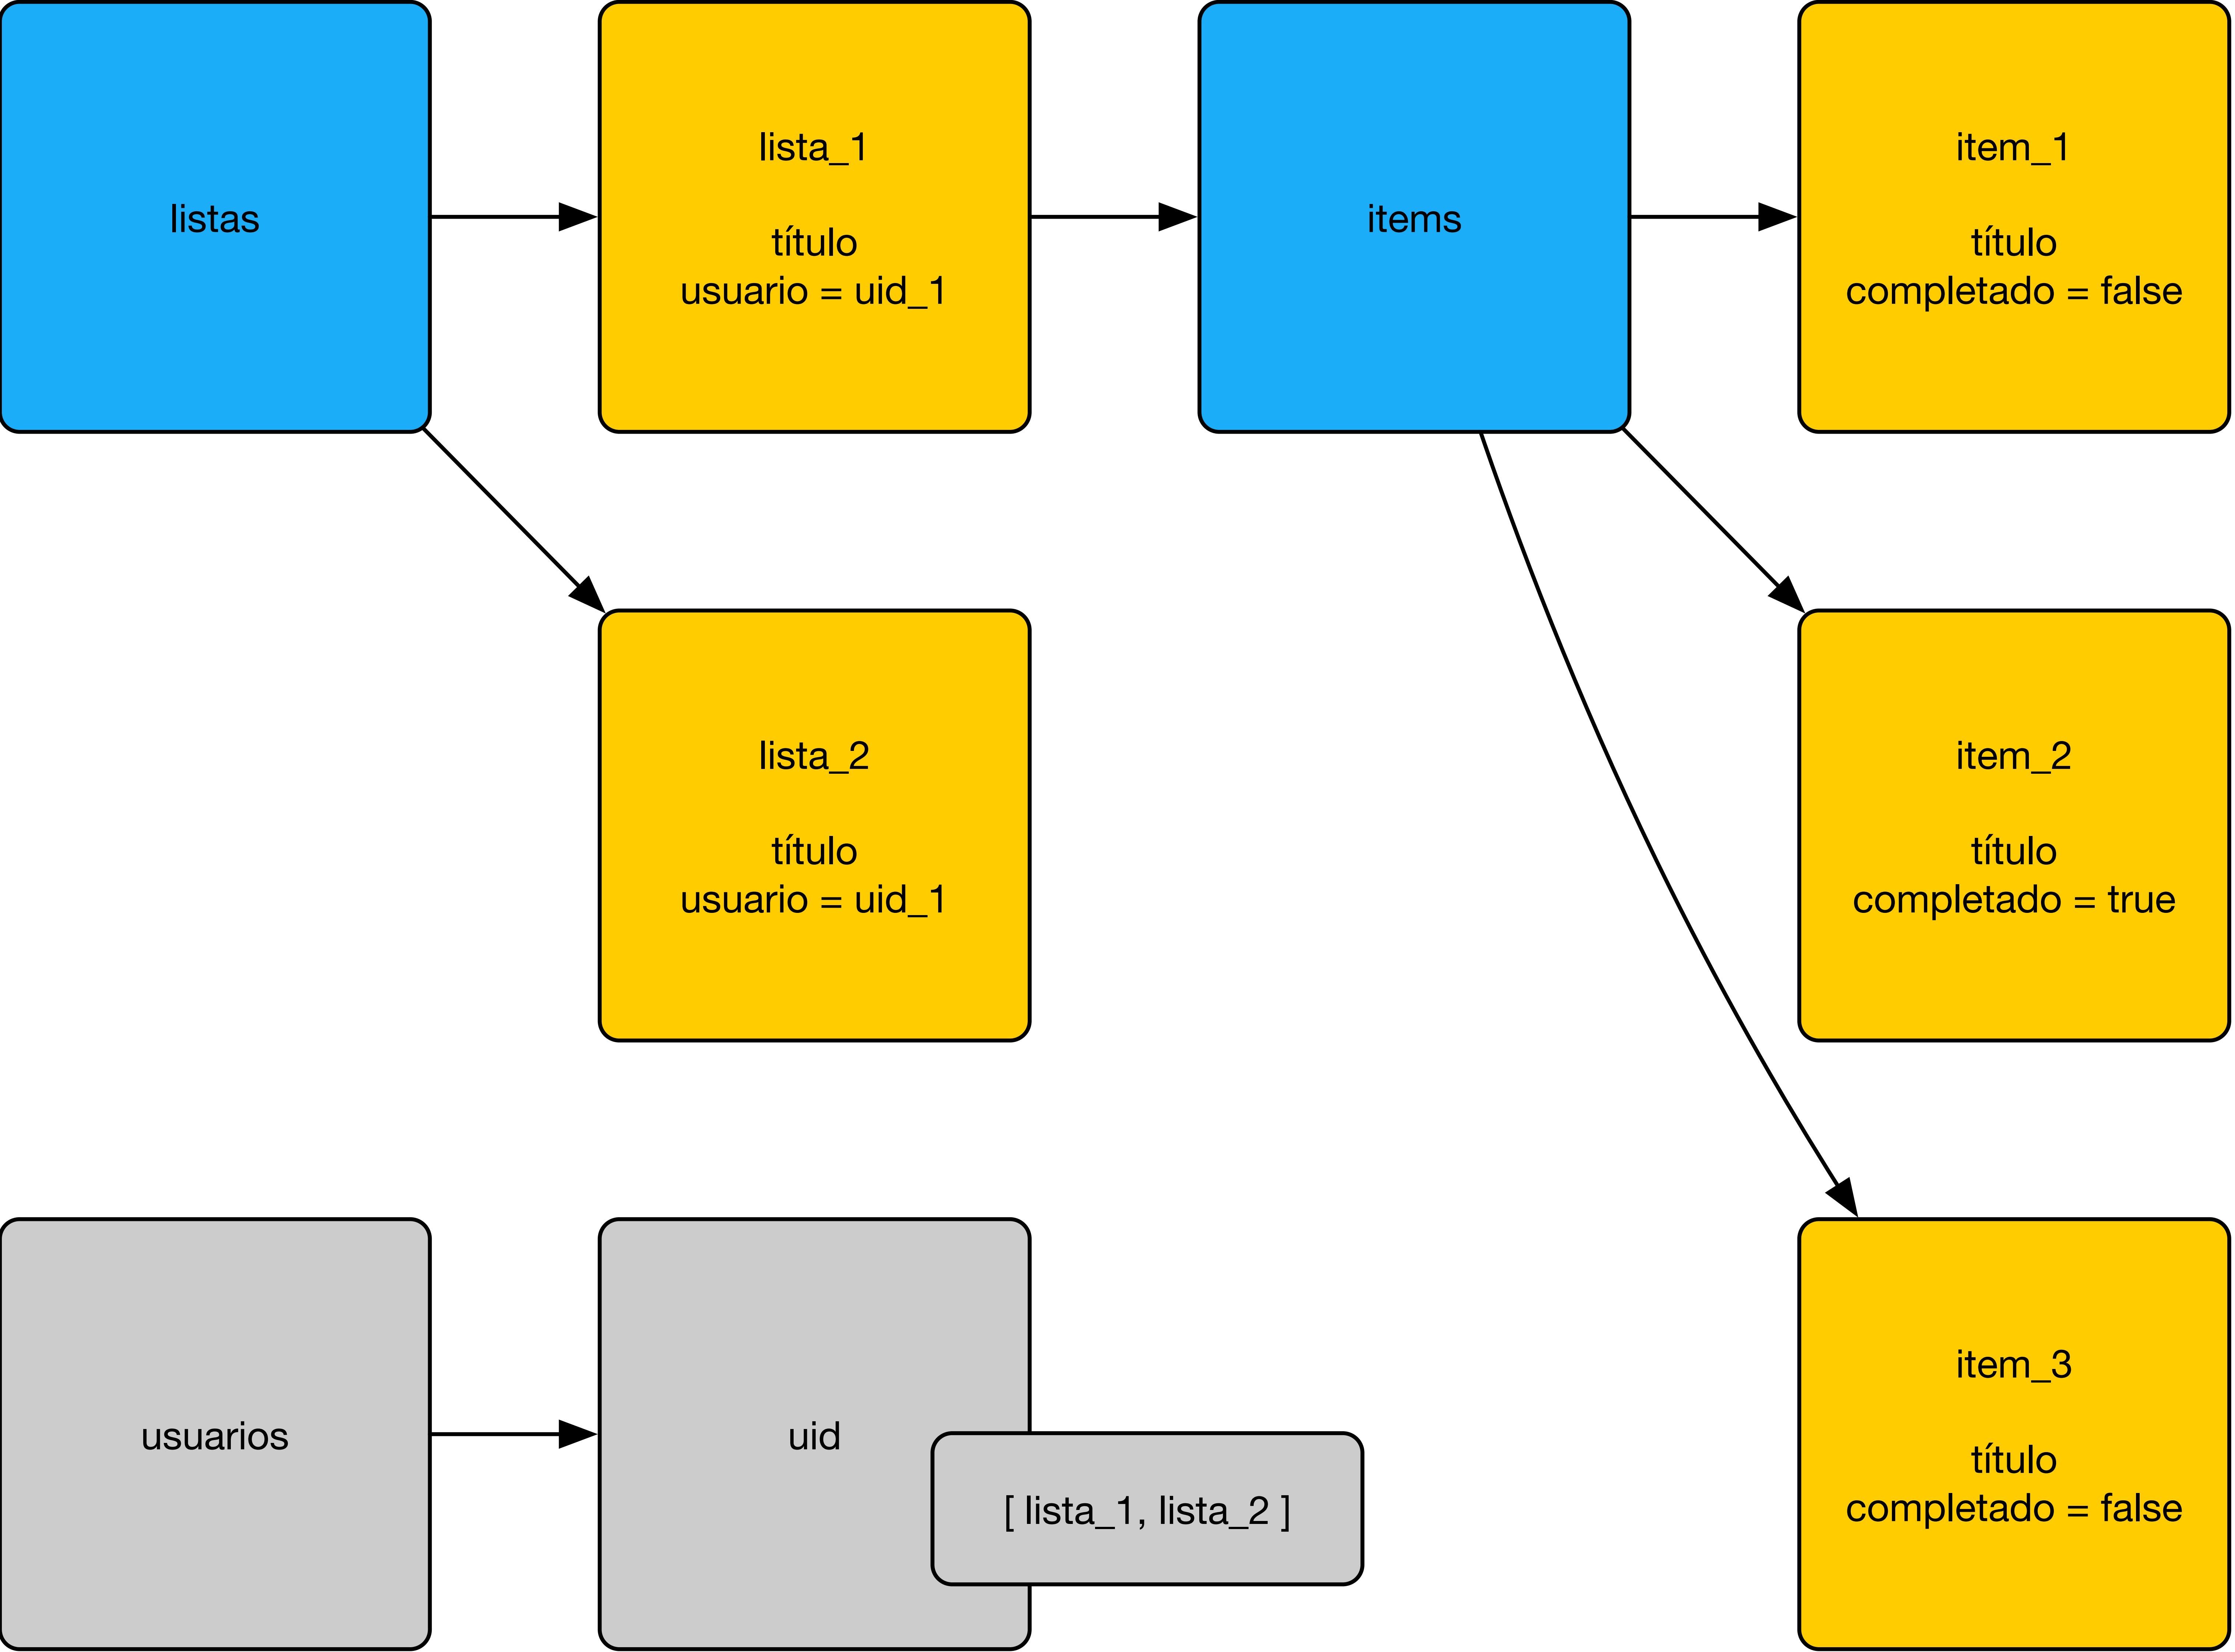 listas
lista_1
título
usuario = uid_1
items
item_1
título
completado = false
lista_2
título
usuario = uid_1
item_2
título
completado = true
usuarios
uid
[ lista_1, lista_2 ]
item_3
título
completado = false